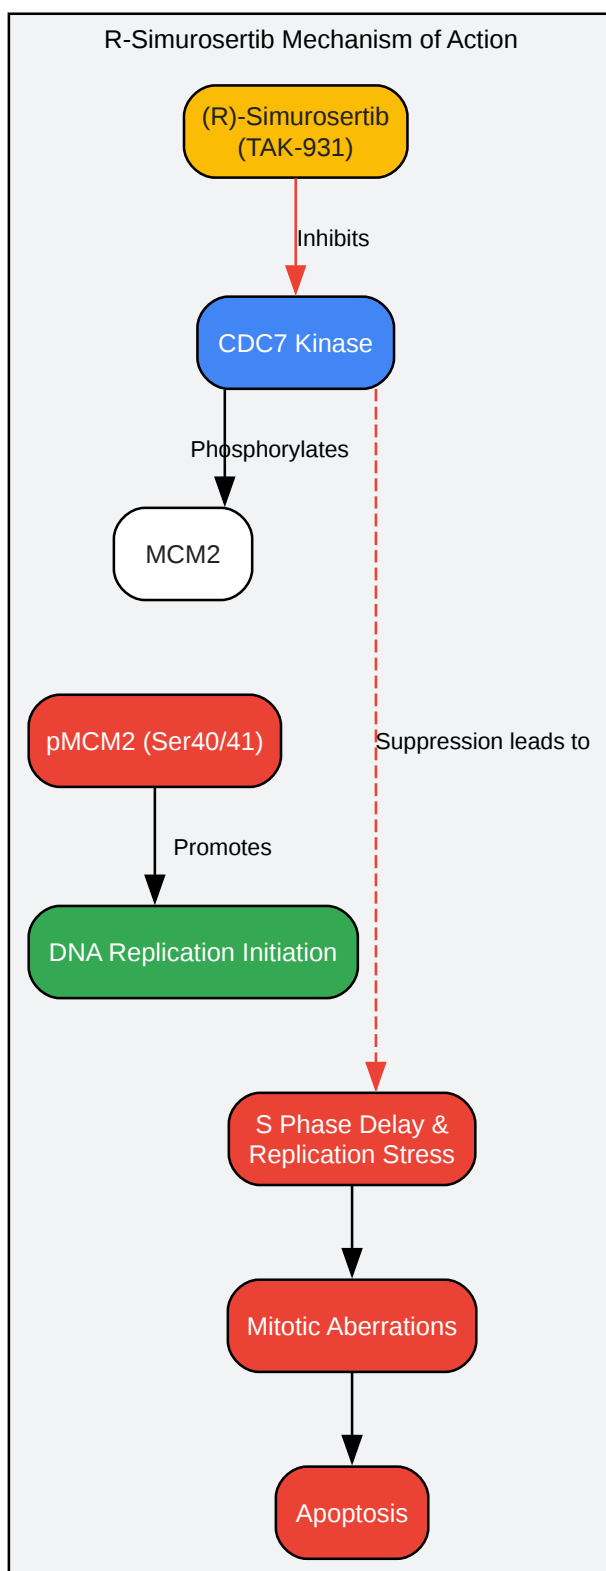 R-Simurosertib Mechanism of Action
(R)-Simurosertib
(TAK-931)
Inhibits
CDC7 Kinase
Phosphorylates
MCM2
pMCM2 (Ser40/41)
Suppression leads to
Promotes
DNA Replication Initiation
S Phase Delay &
Replication Stress
Mitotic Aberrations
Apoptosis